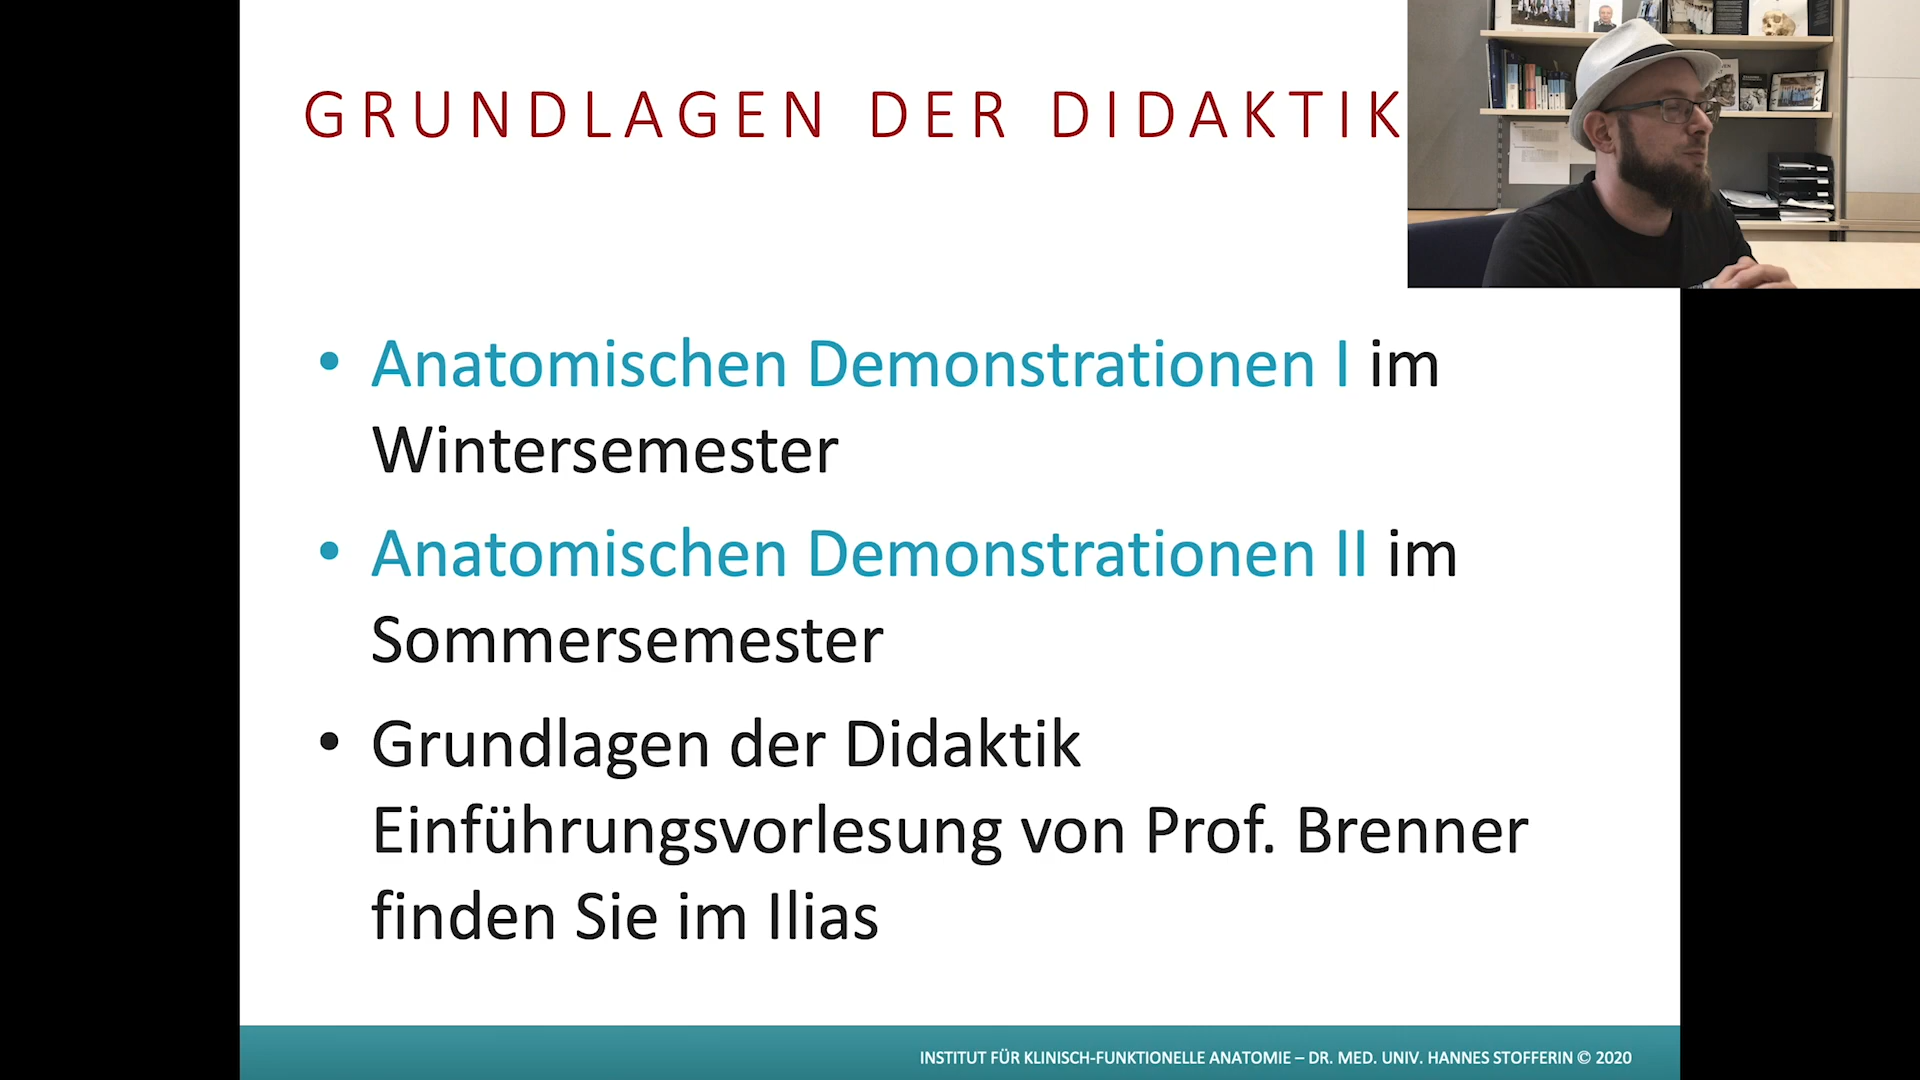 GRUNDLAGEN DER DIDAKTIK
• Anatomischen Demonstrationen I im
Wintersemester
• Anatomischen Demonstrationen II im
Sommersemester
• Grundlagen der Didaktik
Einführungsvorlesung von Prof. Brenner
finden Sie im Ilias
INSTITUT FÜR KLINISCH-FUNKTIONELLE ANATOMIE – DR. MED. UNIV. HANNES STOFFERIN © 2020